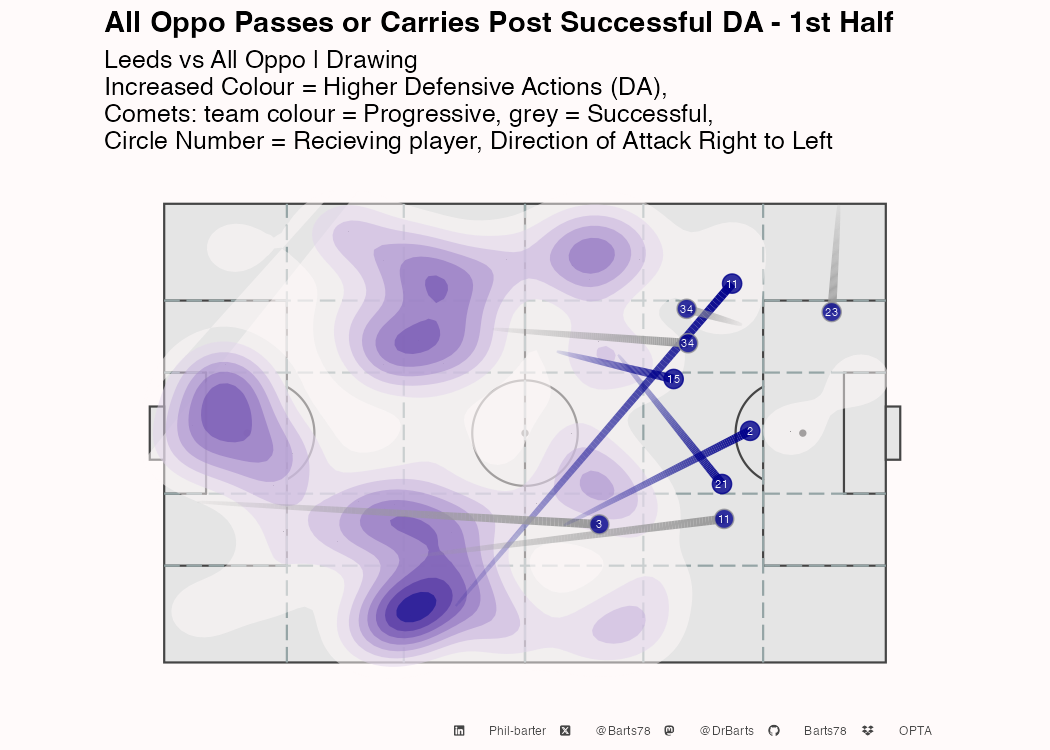 All Oppo Passes or Carries Post Successful DA - 1st Half
Leeds vs All Oppo | Drawing
Increased Colour = Higher Defensive Actions (DA),
Comets: team colour = Progressive, grey = Successful,
Circle Number = Recieving player, Direction of Attack Right to Left
11
34
23
34
15
2
21
11
3
Phil-barter @Barts78 @DrBarts Barts78 OPTA